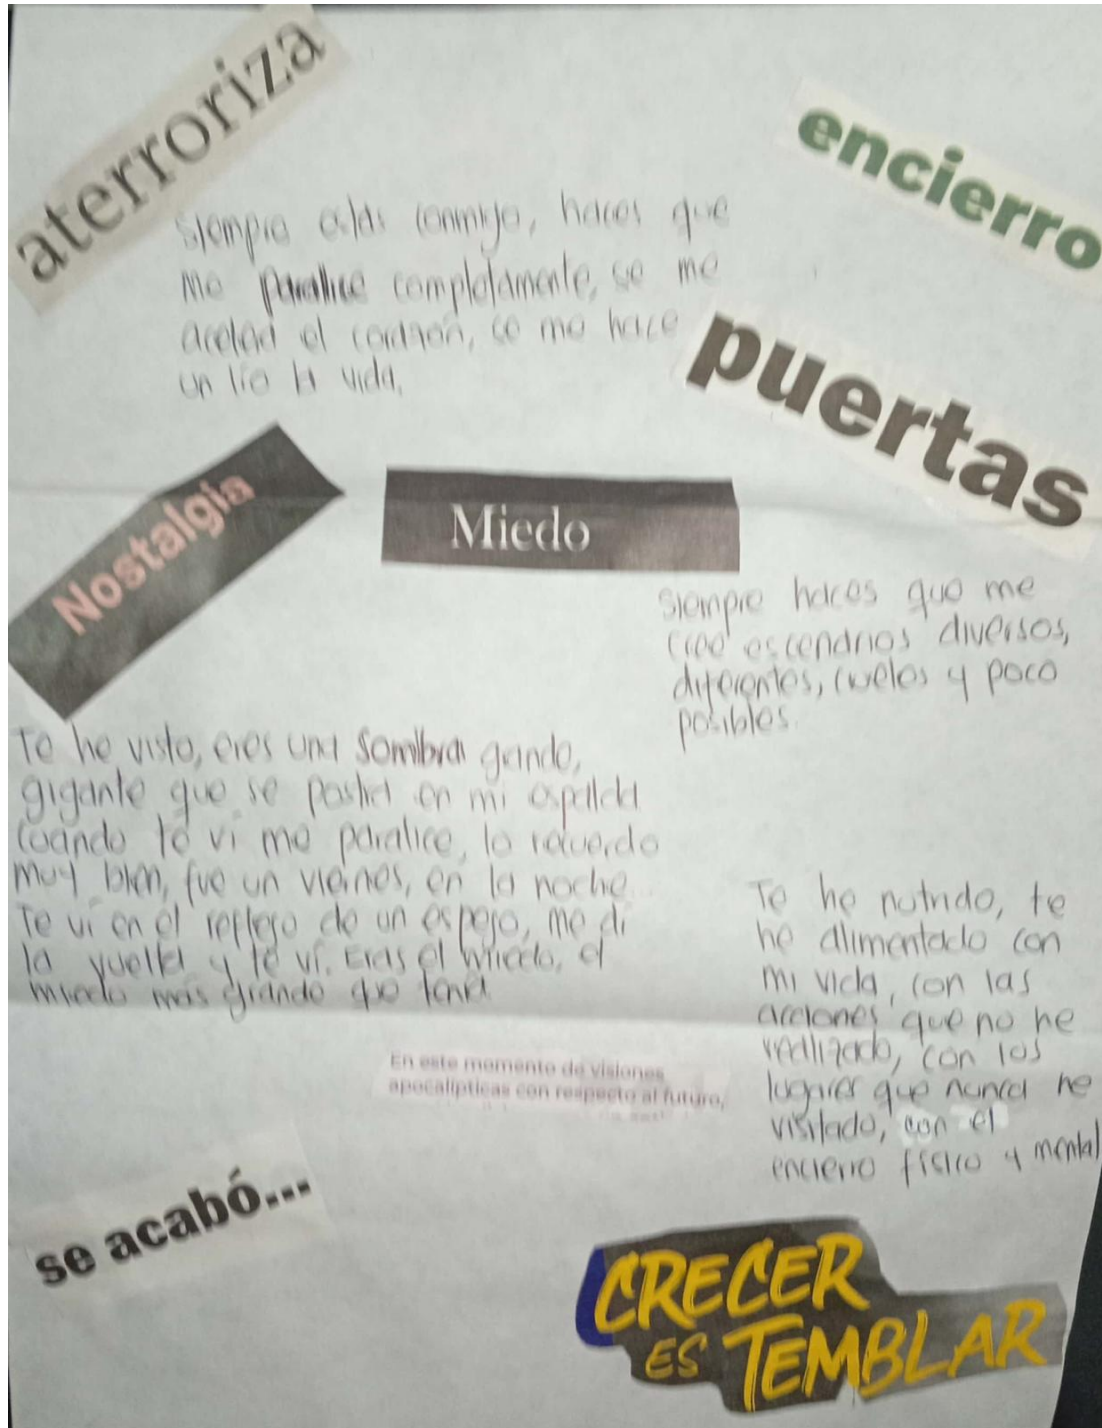 aterroriza
encierro
Siempre estás conmigo, haces que
me paralice completamente, se me
acelera el corazón, se me hace
un lío la vida.
puertas
Nostalgia
Miedo
Siempre haces que me
creé escenarios diversos,
diferentes, crueles y poco
posibles.
Te he visto, eres una sombra grande,
gigante que se posa en mi espalda
cuando te vi me paralice, lo recuerdo
muy bien, fue un viernes, en la noche...
Te vi en el reflejo de un espejo, me di
la vuelta y te ví. Eras el miedo, el
miedo más grande que tenía.
Te he nutrido, te
he alimentado con
mi vida, con las
acciones que no he
realizado, con los
lugares que nunca he
visitado, con el
encierro físico y mental
En este momento de visiones
apocalípticas con respecto al futuro,
se acabó...
CRECER
ES TEMBLAR